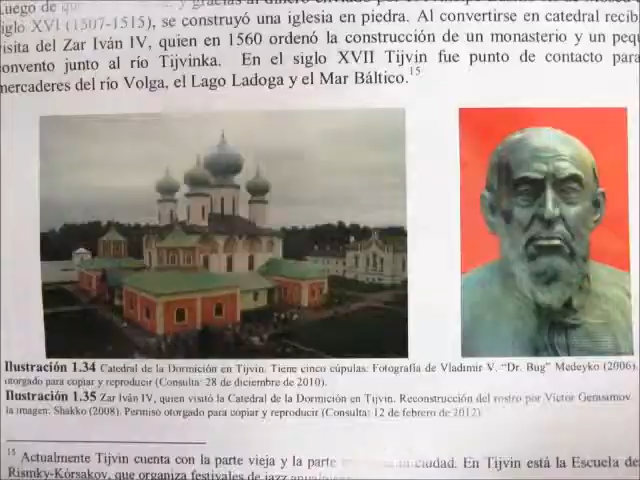 Luego de
siglo XVI (1507-1515), se construyó una iglesia en piedra. Al convertirse en catedral recib
isita del Zar Iván IV, quien en 1560 ordenó la construcción de un monasterio y un pequ
onvento junto al río Tijvinka. En el siglo XVII Tijvin fue punto de contacto para
mercaderes del río Volga, el Lago Ladoga y el Mar Báltico.15
Ilustración 1.34 Catedral de la Dormición en Tijvin. Tiene cinco cúpulas. Fotografía de Vladimir V. "Dr. Bug" Medeyko (2006).
otorgado para copiar y reproducir (Consulta: 28 de diciembre de 2010).
Ilustración 1.35 Zar Iván IV, quien visitó la Catedral de la Dormición en Tijvin. Reconstrucción del rostro por Victor Gerasimov.
la imagen: Shakko (2008). Permiso otorgado para copiar y reproducir (Consulta: 12 de febrero de 2012).
15 Actualmente Tijvin cuenta con la parte vieja y la parte ciudad. En Tijvin está la Escuela de
Rismky-Kórsakov, que organiza festivales de jazz